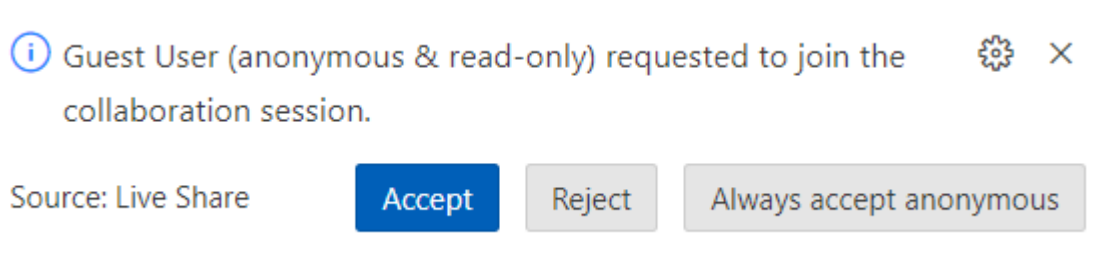 Guest User (anonymous & read-only) requested to join the
collaboration session.
Source: Live Share
Accept
Reject
Always accept anonymous